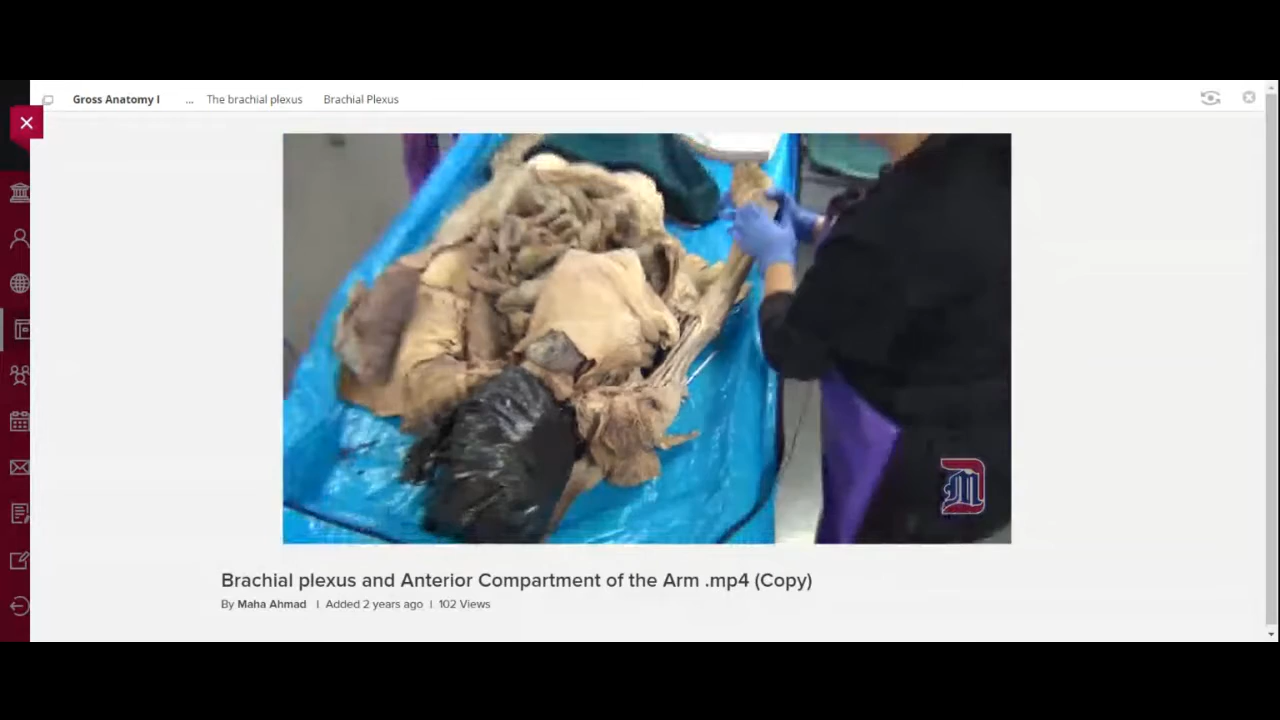 Gross Anatomy I ... The brachial plexus Brachial Plexus
Brachial plexus and Anterior Compartment of the Arm .mp4 (Copy)
By Maha Ahmad | Added 2 years ago | 102 Views